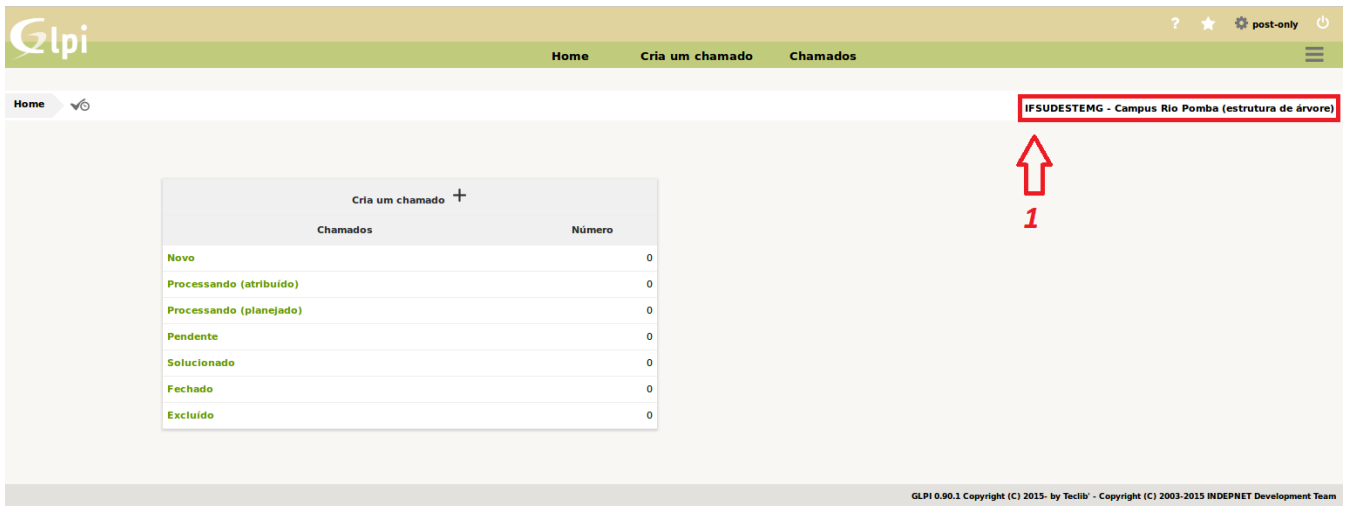 Glpi
? post-only
Home Cria um chamado Chamados
Home
IFSUDESTEMG - Campus Rio Pomba (estrutura de árvore)
1
Cria um chamado +
Chamados Número
Novo 0
Processando (atribuído) 0
Processando (planejado) 0
Pendente 0
Solucionado 0
Fechado 0
Excluído 0
GLPI 0.90.1 Copyright (C) 2015- by Teclib' - Copyright (C) 2003-2015 INDEPNET Development Team